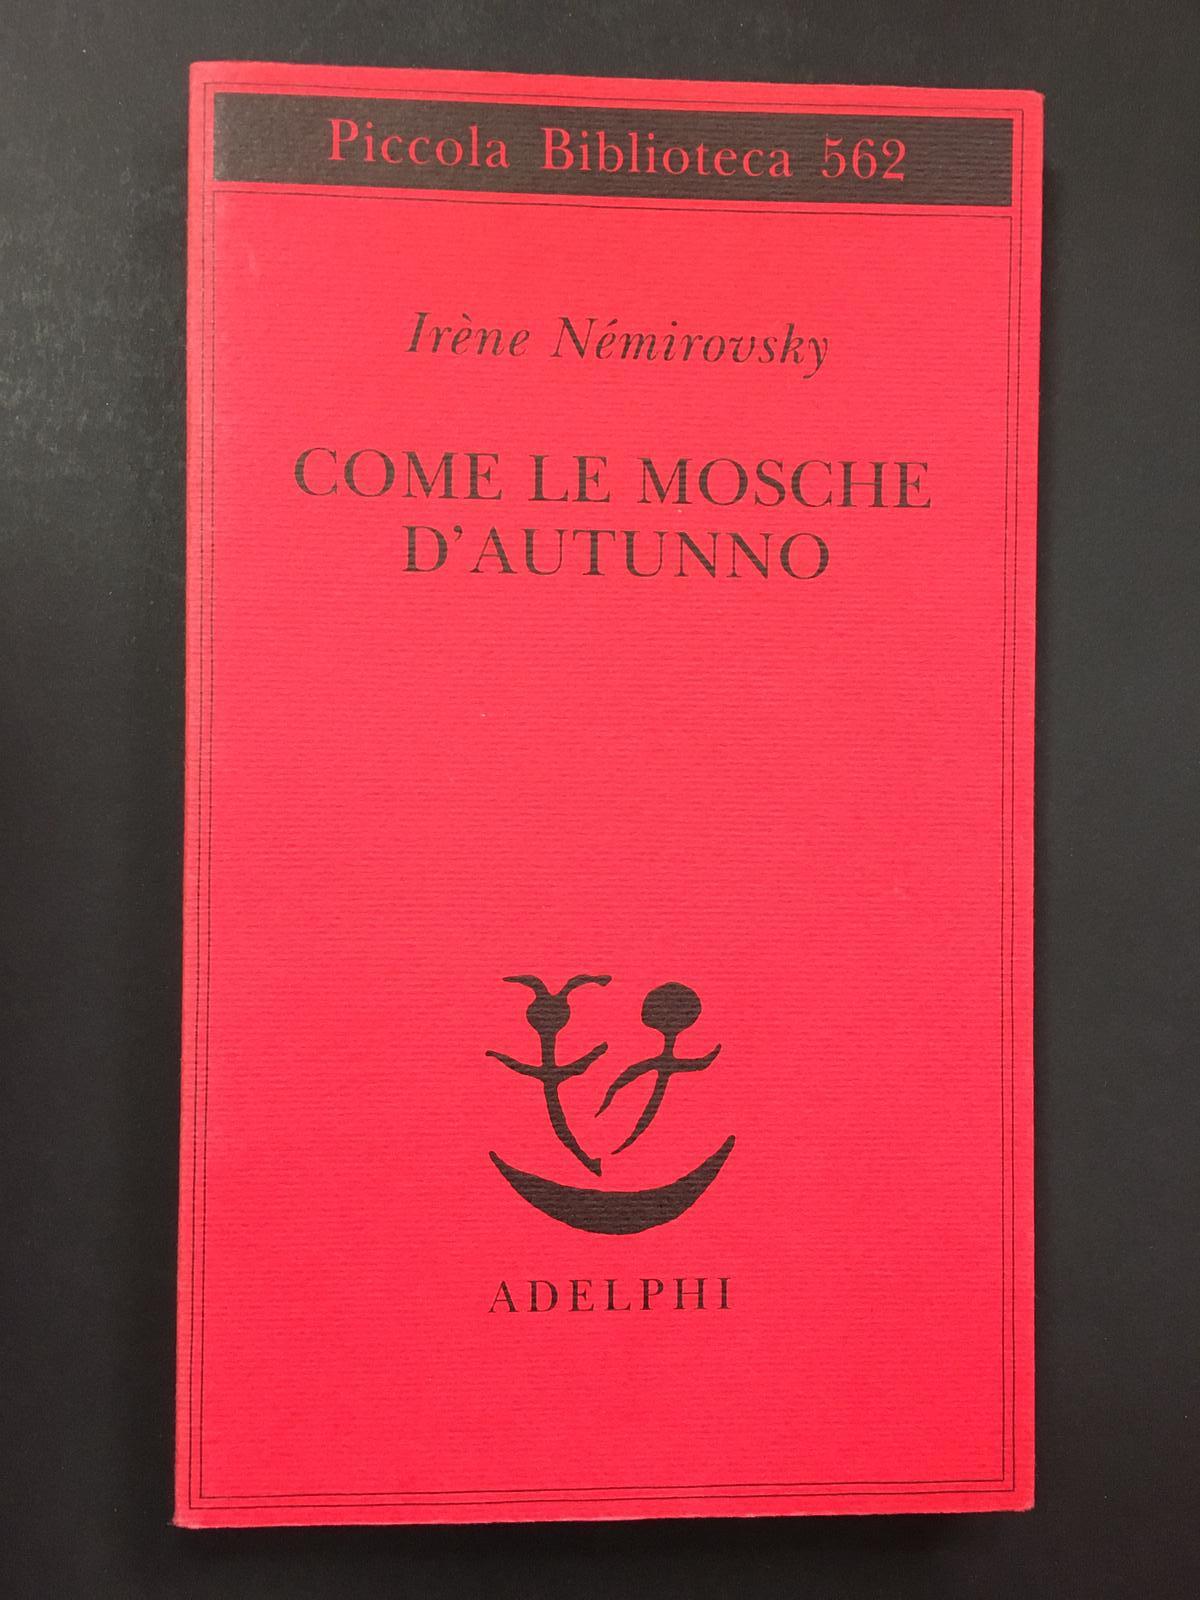 Piccola Biblioteca 562
Irène Némirovsky
COME LE MOSCHE
D'AUTUNNO
ADELPHI